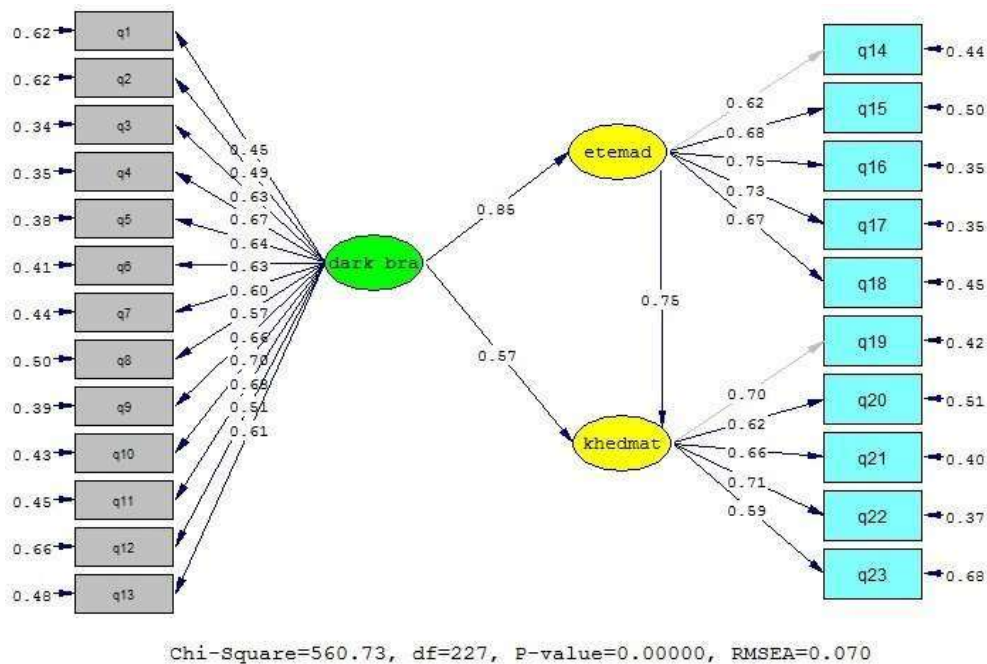 0.62 q1
0.62 q2
0.34 q3
0.35 q4
0.38 q5
0.41 q6
0.44 q7
0.50 q8
0.39 q9
0.43 q10
0.45 q11
0.66 q12
0.48 q13
0.45
0.49
0.63
0.67
0.64
0.63
0.60
0.57
0.66
0.70
0.68
0.51
0.61
dark bra
0.85
0.57
etemad
0.75
khedmat
0.62
0.68
0.75
0.73
0.67
0.70
0.62
0.66
0.71
0.59
q14 0.44
q15 0.50
q16 0.35
q17 0.35
q18 0.45
q19 0.42
q20 0.51
q21 0.40
q22 0.37
q23 0.68
Chi-Square=560.73, df=227, P-value=0.00000, RMSEA=0.070